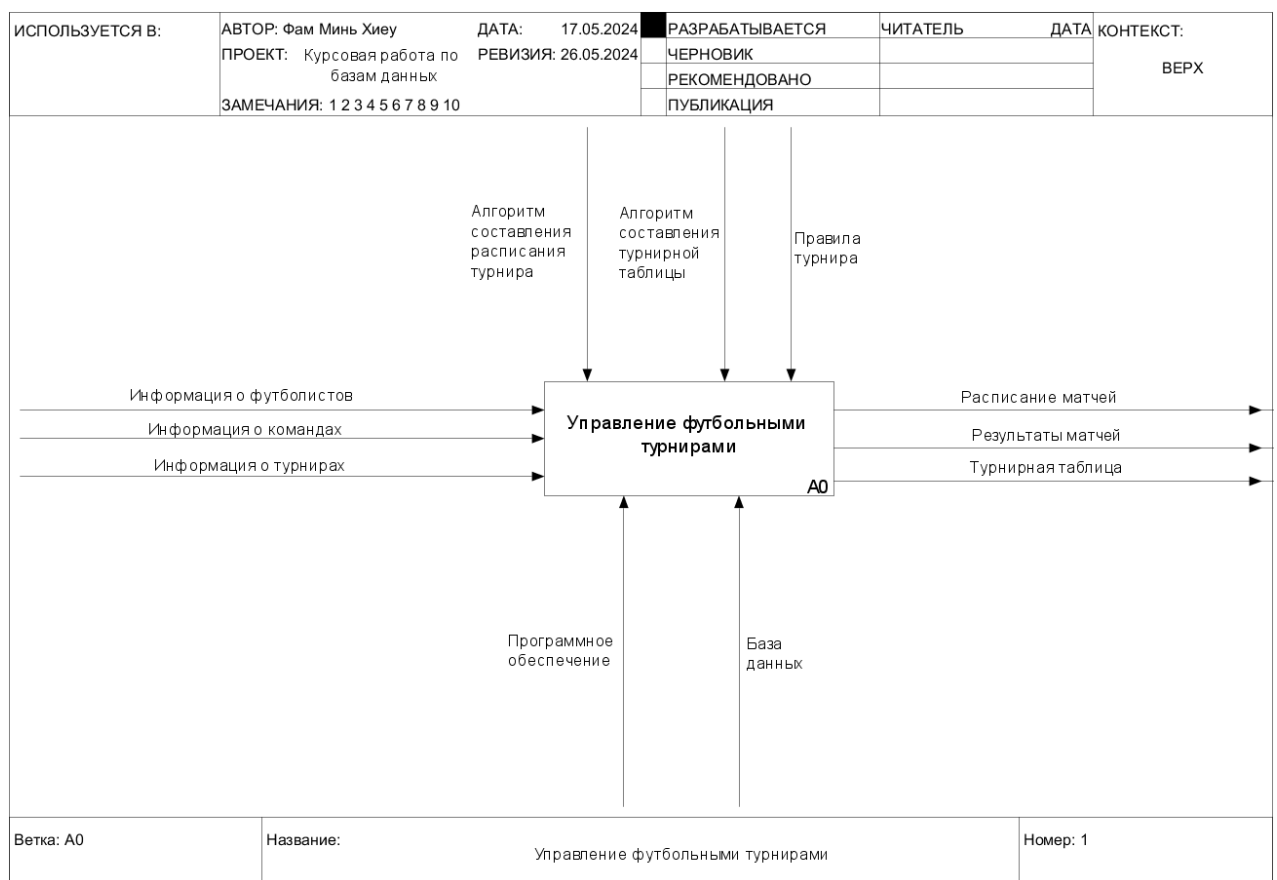 ИСПОЛЬЗУЕТСЯ В:
АВТОР: Фам Минь Хиеу
ДАТА: 17.05.2024
ПРОЕКТ: Курсовая работа по
базам данных
РЕВИЗИЯ: 26.05.2024
ЗАМЕЧАНИЯ: 1 2 3 4 5 6 7 8 9 10
РАЗРАБАТЫВАЕТСЯ
ЧЕРНОВИК
РЕКОМЕНДОВАНО
ПУБЛИКАЦИЯ
ЧИТАТЕЛЬ
ДАТА
КОНТЕКСТ:
ВЕРХ
Алгоритм
составления
расписания
турнира
Алгоритм
составления
турнирной
таблицы
Правила
турнира
Информация о футболистов
Информация о командах
Информация о турнирах
Управление футбольными
турнирами
A0
Расписание матчей
Результаты матчей
Турнирная таблица
Программное
обеспечение
База
данных
Ветка: A0
Название:
Управление футбольными турнирами
Номер: 1